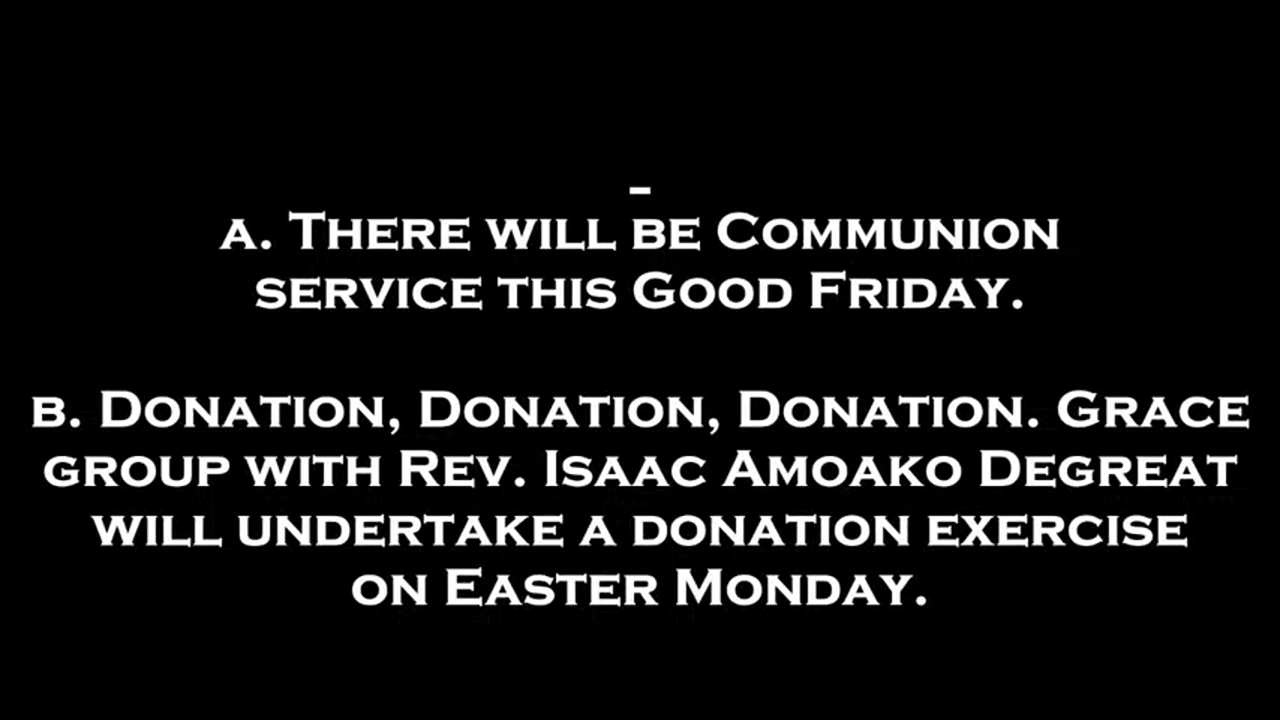 -
a. There will be Communion
service this Good Friday.
b. Donation, Donation, Donation. Grace
group with Rev. Isaac Amoako Degreat
will undertake a donation exercise
on Easter Monday.